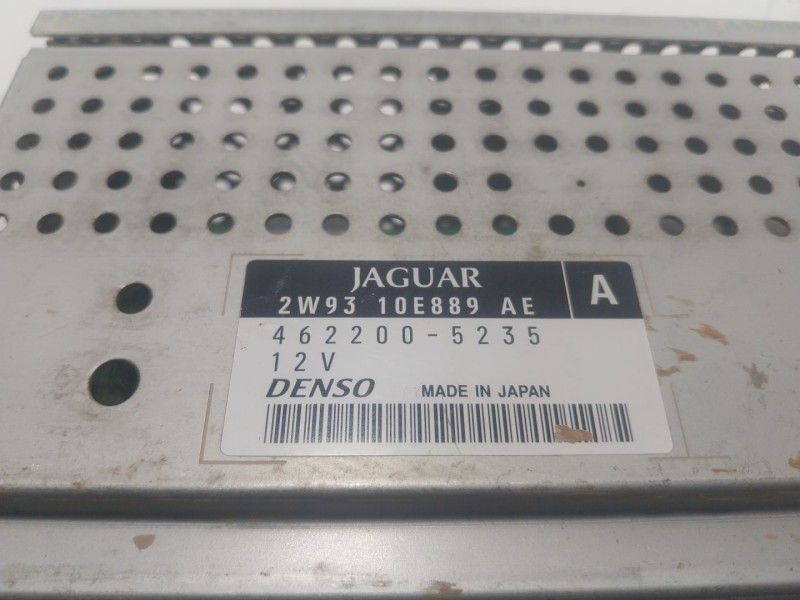 JAGUAR
2W93 10E889 AE
A
462200-5235
12V
DENSO MADE IN JAPAN